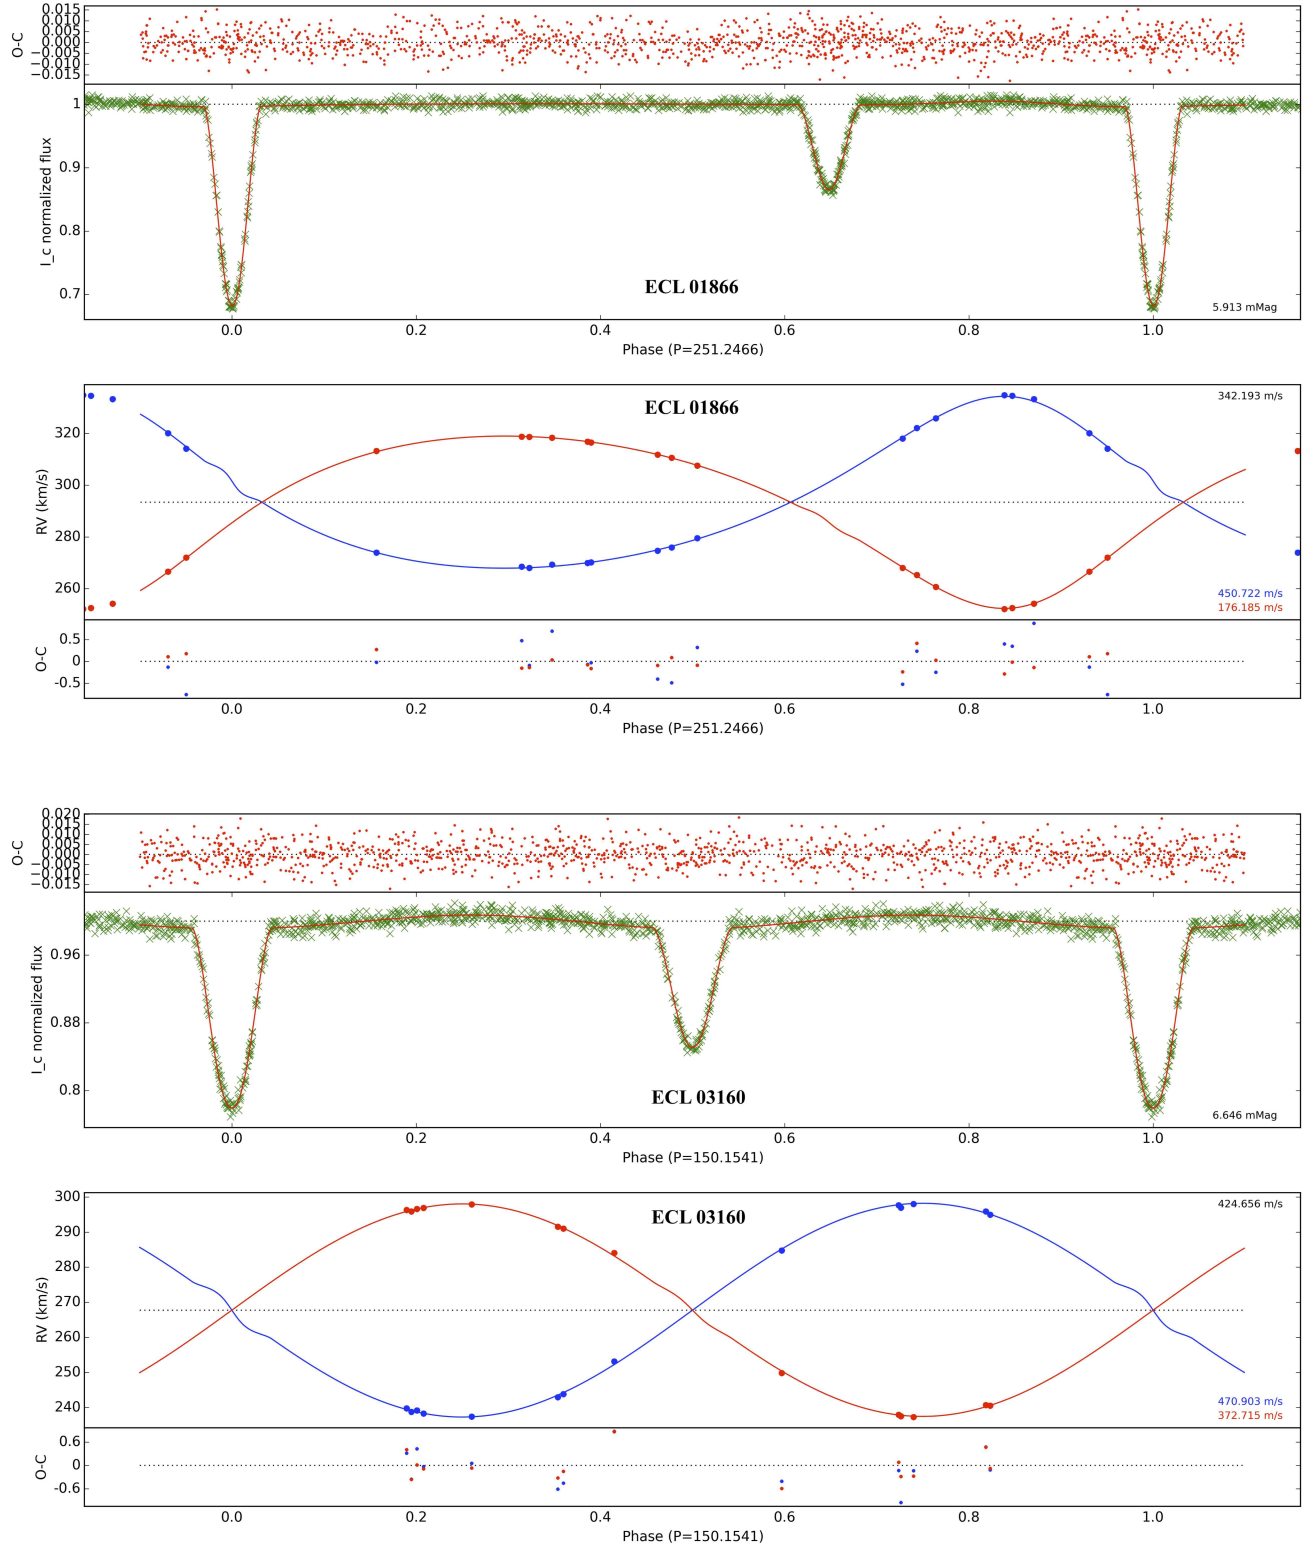 0.015
0.010
0.005
0.000
−0.005
−0.010
−0.015
O-C
1
0.9
0.8
0.7
I_c normalized flux
ECL 01866
5.913 mMag
0.0 0.2 0.4 0.6 0.8 1.0
Phase (P=251.2466)
320
300
280
260
RV (km/s)
ECL 01866
342.193 m/s
450.722 m/s
176.185 m/s
0.5
0
-0.5
O-C
0.0 0.2 0.4 0.6 0.8 1.0
Phase (P=251.2466)
0.020
0.015
0.010
0.005
0.000
−0.005
−0.010
−0.015
O-C
0.96
0.88
0.8
I_c normalized flux
ECL 03160
6.646 mMag
0.0 0.2 0.4 0.6 0.8 1.0
Phase (P=150.1541)
300
290
280
270
260
250
240
RV (km/s)
ECL 03160
424.656 m/s
470.903 m/s
372.715 m/s
0.6
0
-0.6
O-C
0.0 0.2 0.4 0.6 0.8 1.0
Phase (P=150.1541)